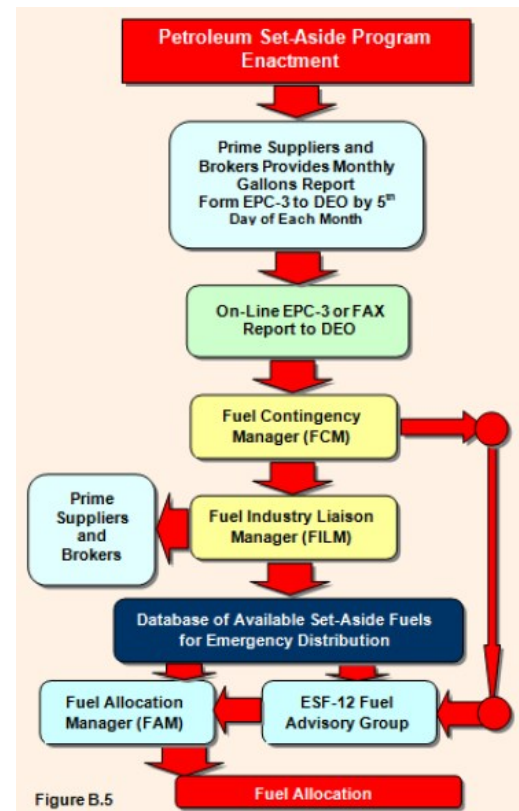 Petroleum Set-Aside Program
Enactment
Prime Suppliers and
Brokers Provides Monthly
Gallons Report
Form EPC-3 to DEO by 5th
Day of Each Month
On-Line EPC-3 or FAX
Report to DEO
Fuel Contingency
Manager (FCM)
Prime
Suppliers
and
Brokers
Fuel Industry Liaison
Manager (FILM)
Database of Available Set-Aside Fuels
for Emergency Distribution
Fuel Allocation
Manager (FAM)
ESF-12 Fuel
Advisory Group
Figure B.5
Fuel Allocation